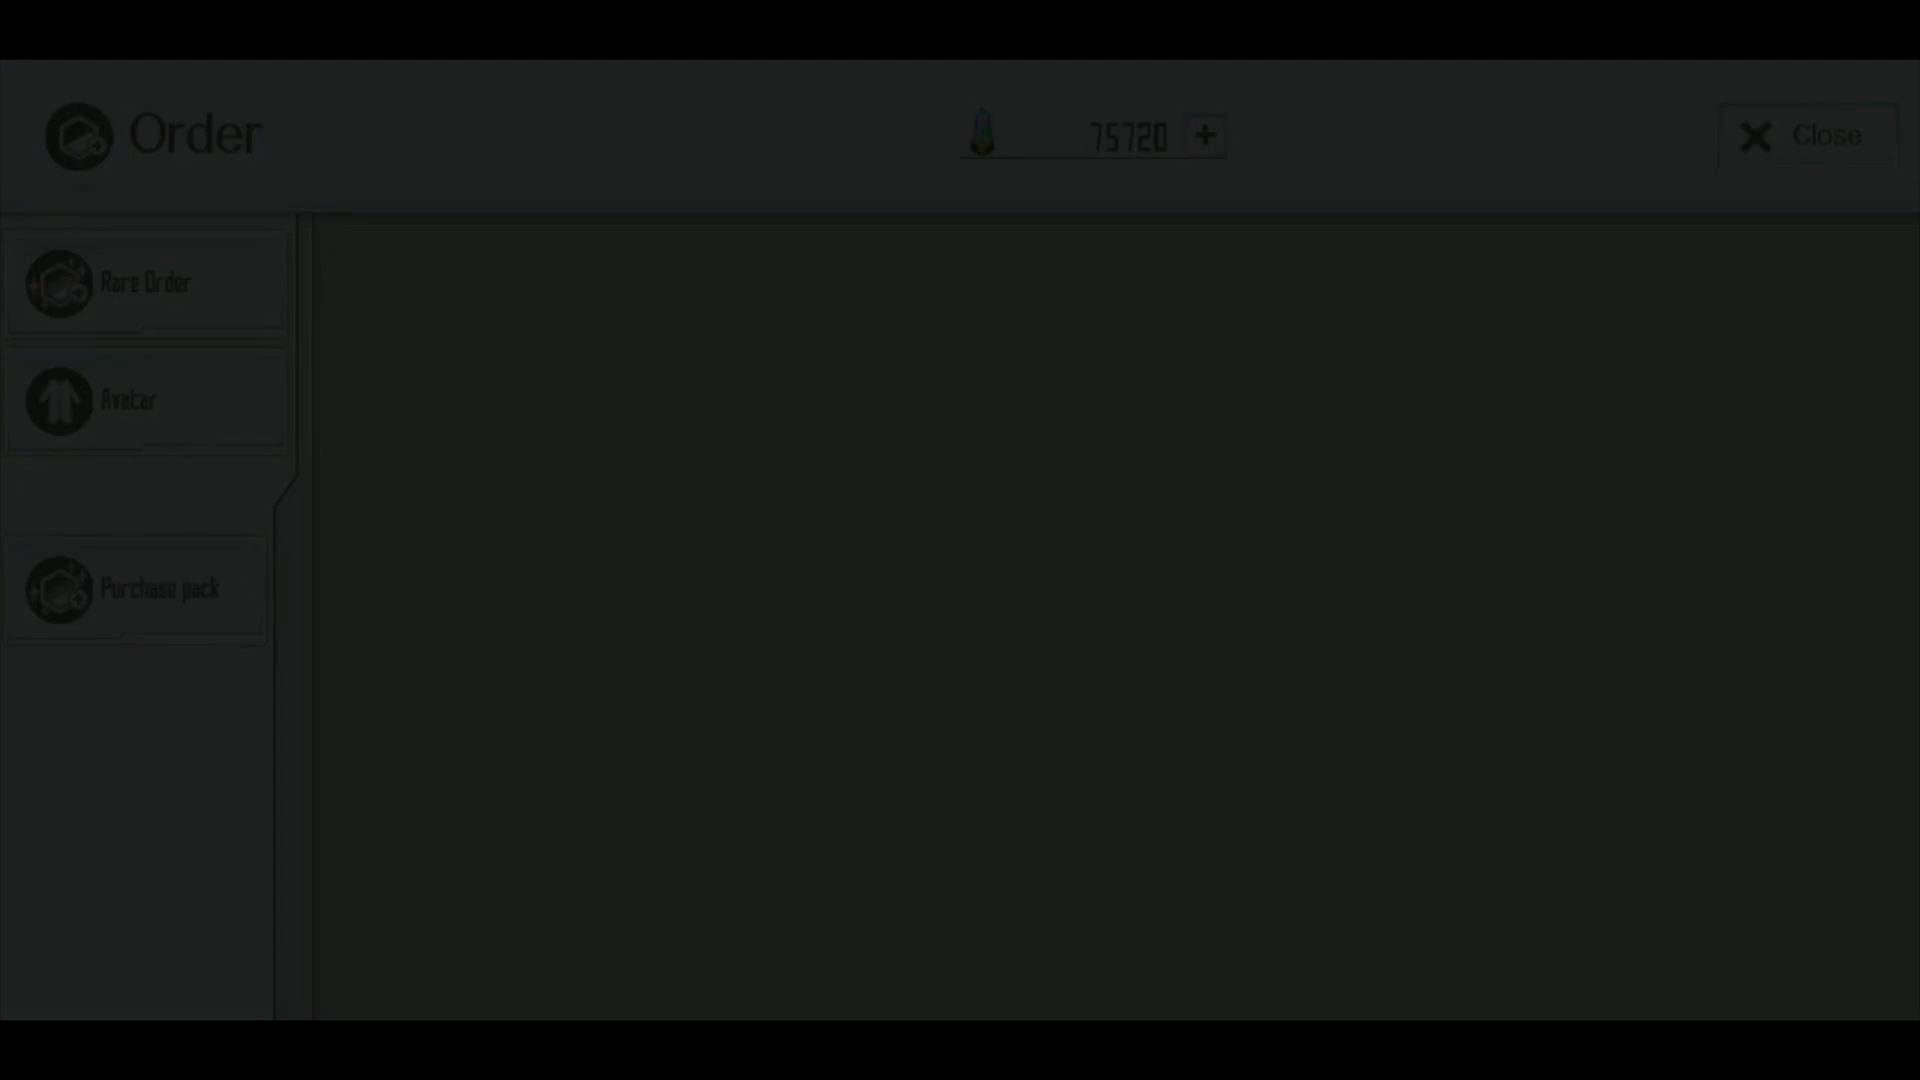 Order
75720
Close
Rare Order
Avatar
Purchase pack